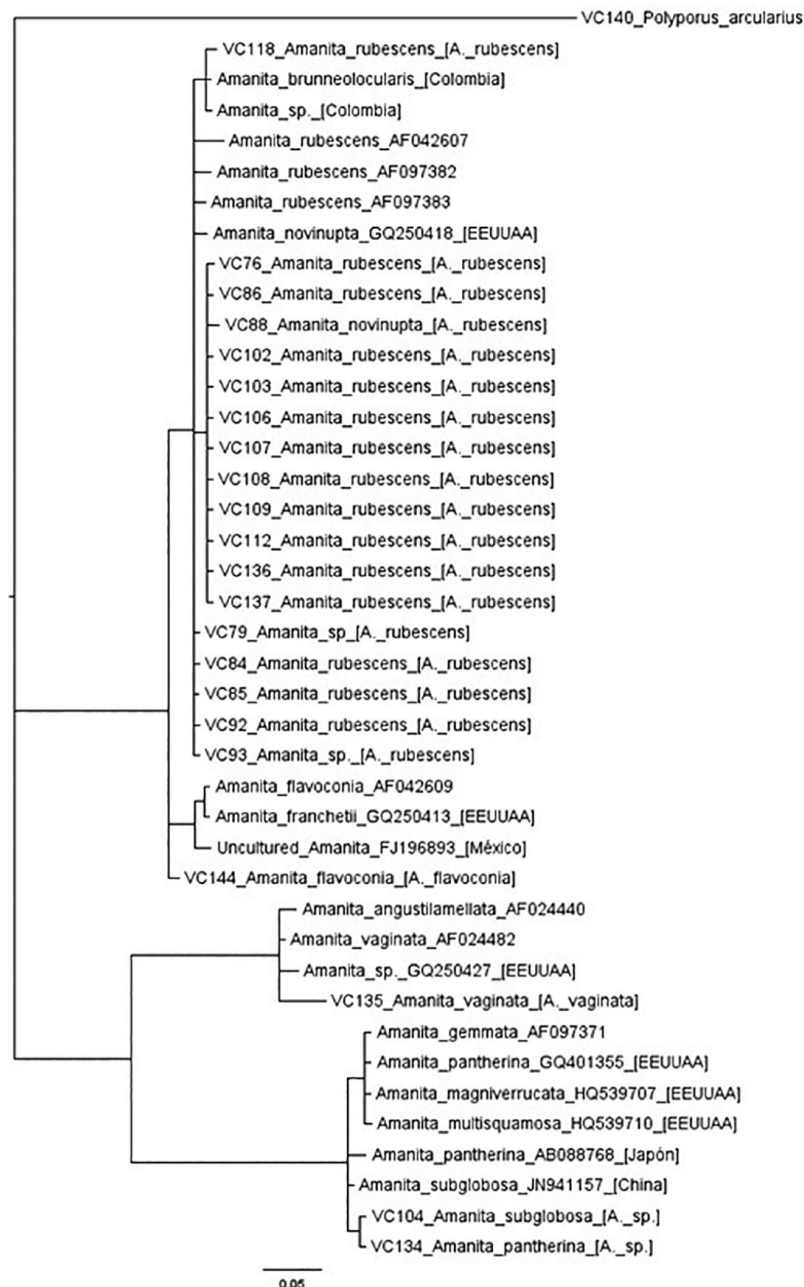 VC140_Polyporus_arcularius
VC118_Amanita_rubescens_[A._rubescens]
Amanita_brunneolocularis_[Colombia]
Amanita_sp._[Colombia]
Amanita_rubescens_AF042607
Amanita_rubescens_AF097382
Amanita_rubescens_AF097383
Amanita_novinupta_GQ250418_[EEUUAA]
VC76_Amanita_rubescens_[A._rubescens]
VC86_Amanita_rubescens_[A._rubescens]
VC88_Amanita_novinupta_[A._rubescens]
VC102_Amanita_rubescens_[A._rubescens]
VC103_Amanita_rubescens_[A._rubescens]
VC106_Amanita_rubescens_[A._rubescens]
VC107_Amanita_rubescens_[A._rubescens]
VC108_Amanita_rubescens_[A._rubescens]
VC109_Amanita_rubescens_[A._rubescens]
VC112_Amanita_rubescens_[A._rubescens]
VC136_Amanita_rubescens_[A._rubescens]
VC137_Amanita_rubescens_[A._rubescens]
VC79_Amanita_sp_[A._rubescens]
VC84_Amanita_rubescens_[A._rubescens]
VC85_Amanita_rubescens_[A._rubescens]
VC92_Amanita_rubescens_[A._rubescens]
VC93_Amanita_sp._[A._rubescens]
Amanita_flavoconia_AF042609
Amanita_franchetii_GQ250413_[EEUUAA]
Uncultured_Amanita_FJ196893_[México]
VC144_Amanita_flavoconia_[A._flavoconia]
Amanita_angustilamellata_AF024440
Amanita_vaginata_AF024482
Amanita_sp._GQ250427_[EEUUAA]
VC135_Amanita_vaginata_[A._vaginata]
Amanita_gemmata_AF097371
Amanita_pantherina_GQ401355_[EEUUAA]
Amanita_magniverrucata_HQ539707_[EEUUAA]
Amanita_multisquamosa_HQ539710_[EEUUAA]
Amanita_pantherina_AB088768_[Japón]
Amanita_subglobosa_JN941157_[China]
VC104_Amanita_subglobosa_[A._sp.]
VC134_Amanita_pantherina_[A._sp.]
0.05